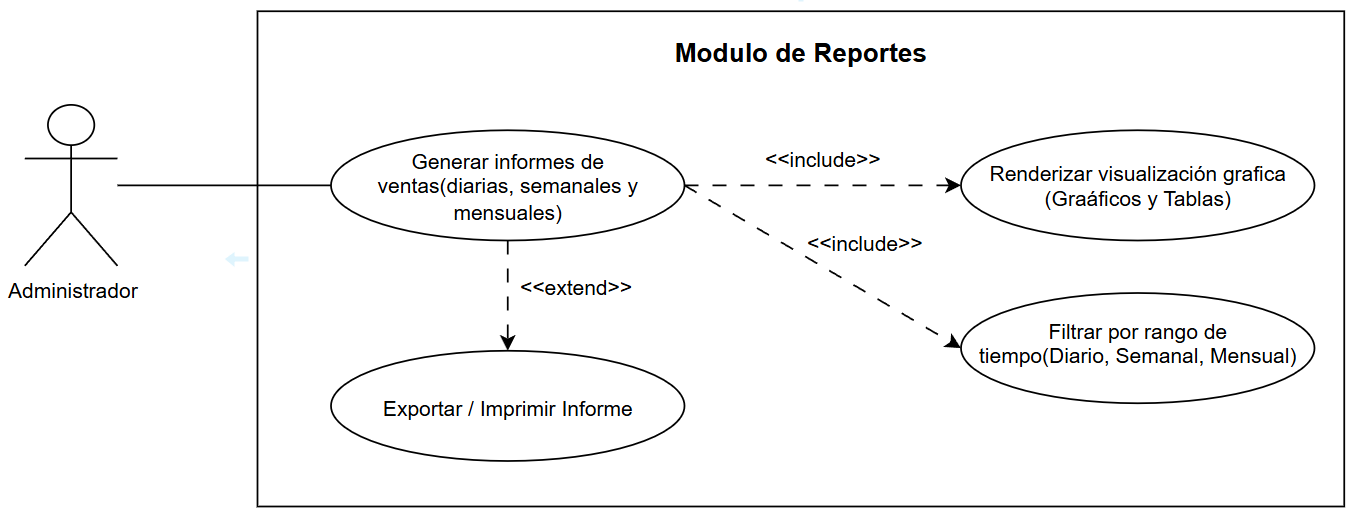 Modulo de Reportes
Generar informes de
ventas(diarias, semanales y
mensuales)
<<include>>
Renderizar visualización grafica
(Graáficos y Tablas)
<<include>>
Administrador
<<extend>>
Filtrar por rango de
tiempo(Diario, Semanal, Mensual)
Exportar / Imprimir Informe